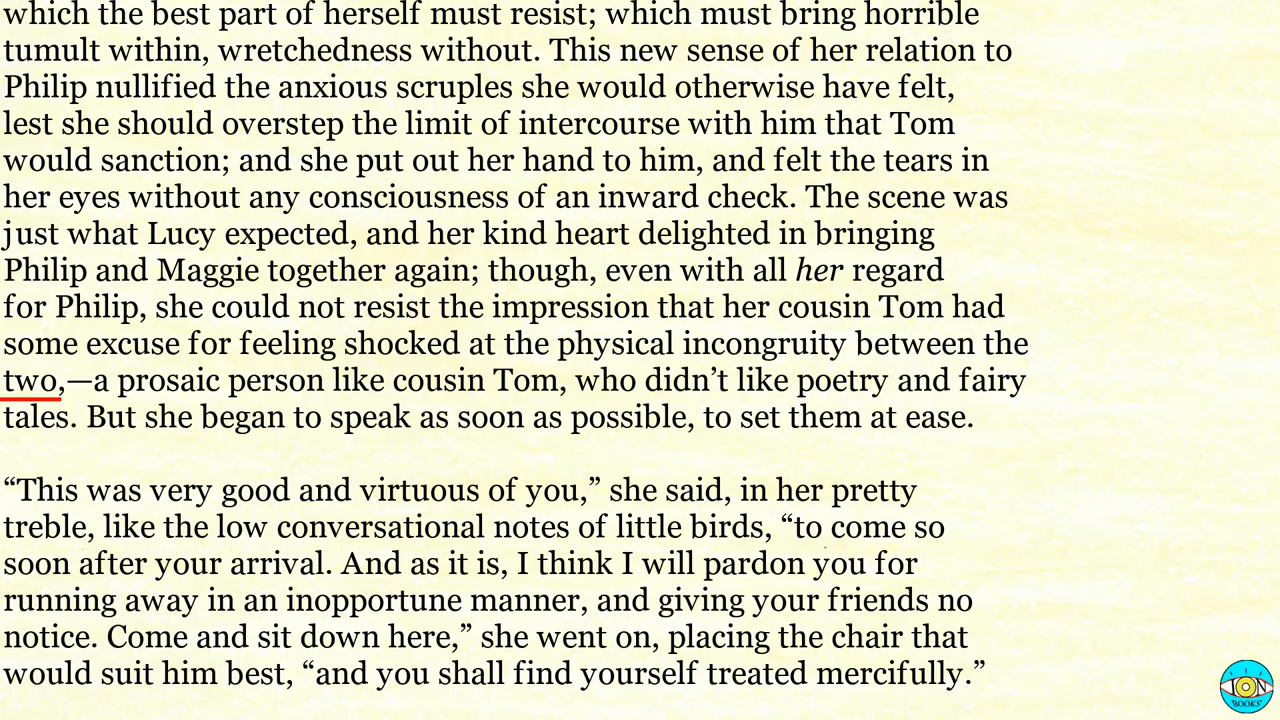 which the best part of herself must resist; which must bring horrible
tumult within, wretchedness without. This new sense of her relation to
Philip nullified the anxious scruples she would otherwise have felt,
lest she should overstep the limit of intercourse with him that Tom
would sanction; and she put out her hand to him, and felt the tears in
her eyes without any consciousness of an inward check. The scene was
just what Lucy expected, and her kind heart delighted in bringing
Philip and Maggie together again; though, even with all her regard
for Philip, she could not resist the impression that her cousin Tom had
some excuse for feeling shocked at the physical incongruity between the
two,—a prosaic person like cousin Tom, who didn’t like poetry and fairy
tales. But she began to speak as soon as possible, to set them at ease.
“This was very good and virtuous of you,” she said, in her pretty
treble, like the low conversational notes of little birds, “to come so
soon after your arrival. And as it is, I think I will pardon you for
running away in an inopportune manner, and giving your friends no
notice. Come and sit down here,” she went on, placing the chair that
would suit him best, “and you shall find yourself treated mercifully.”
ION
BOOKS